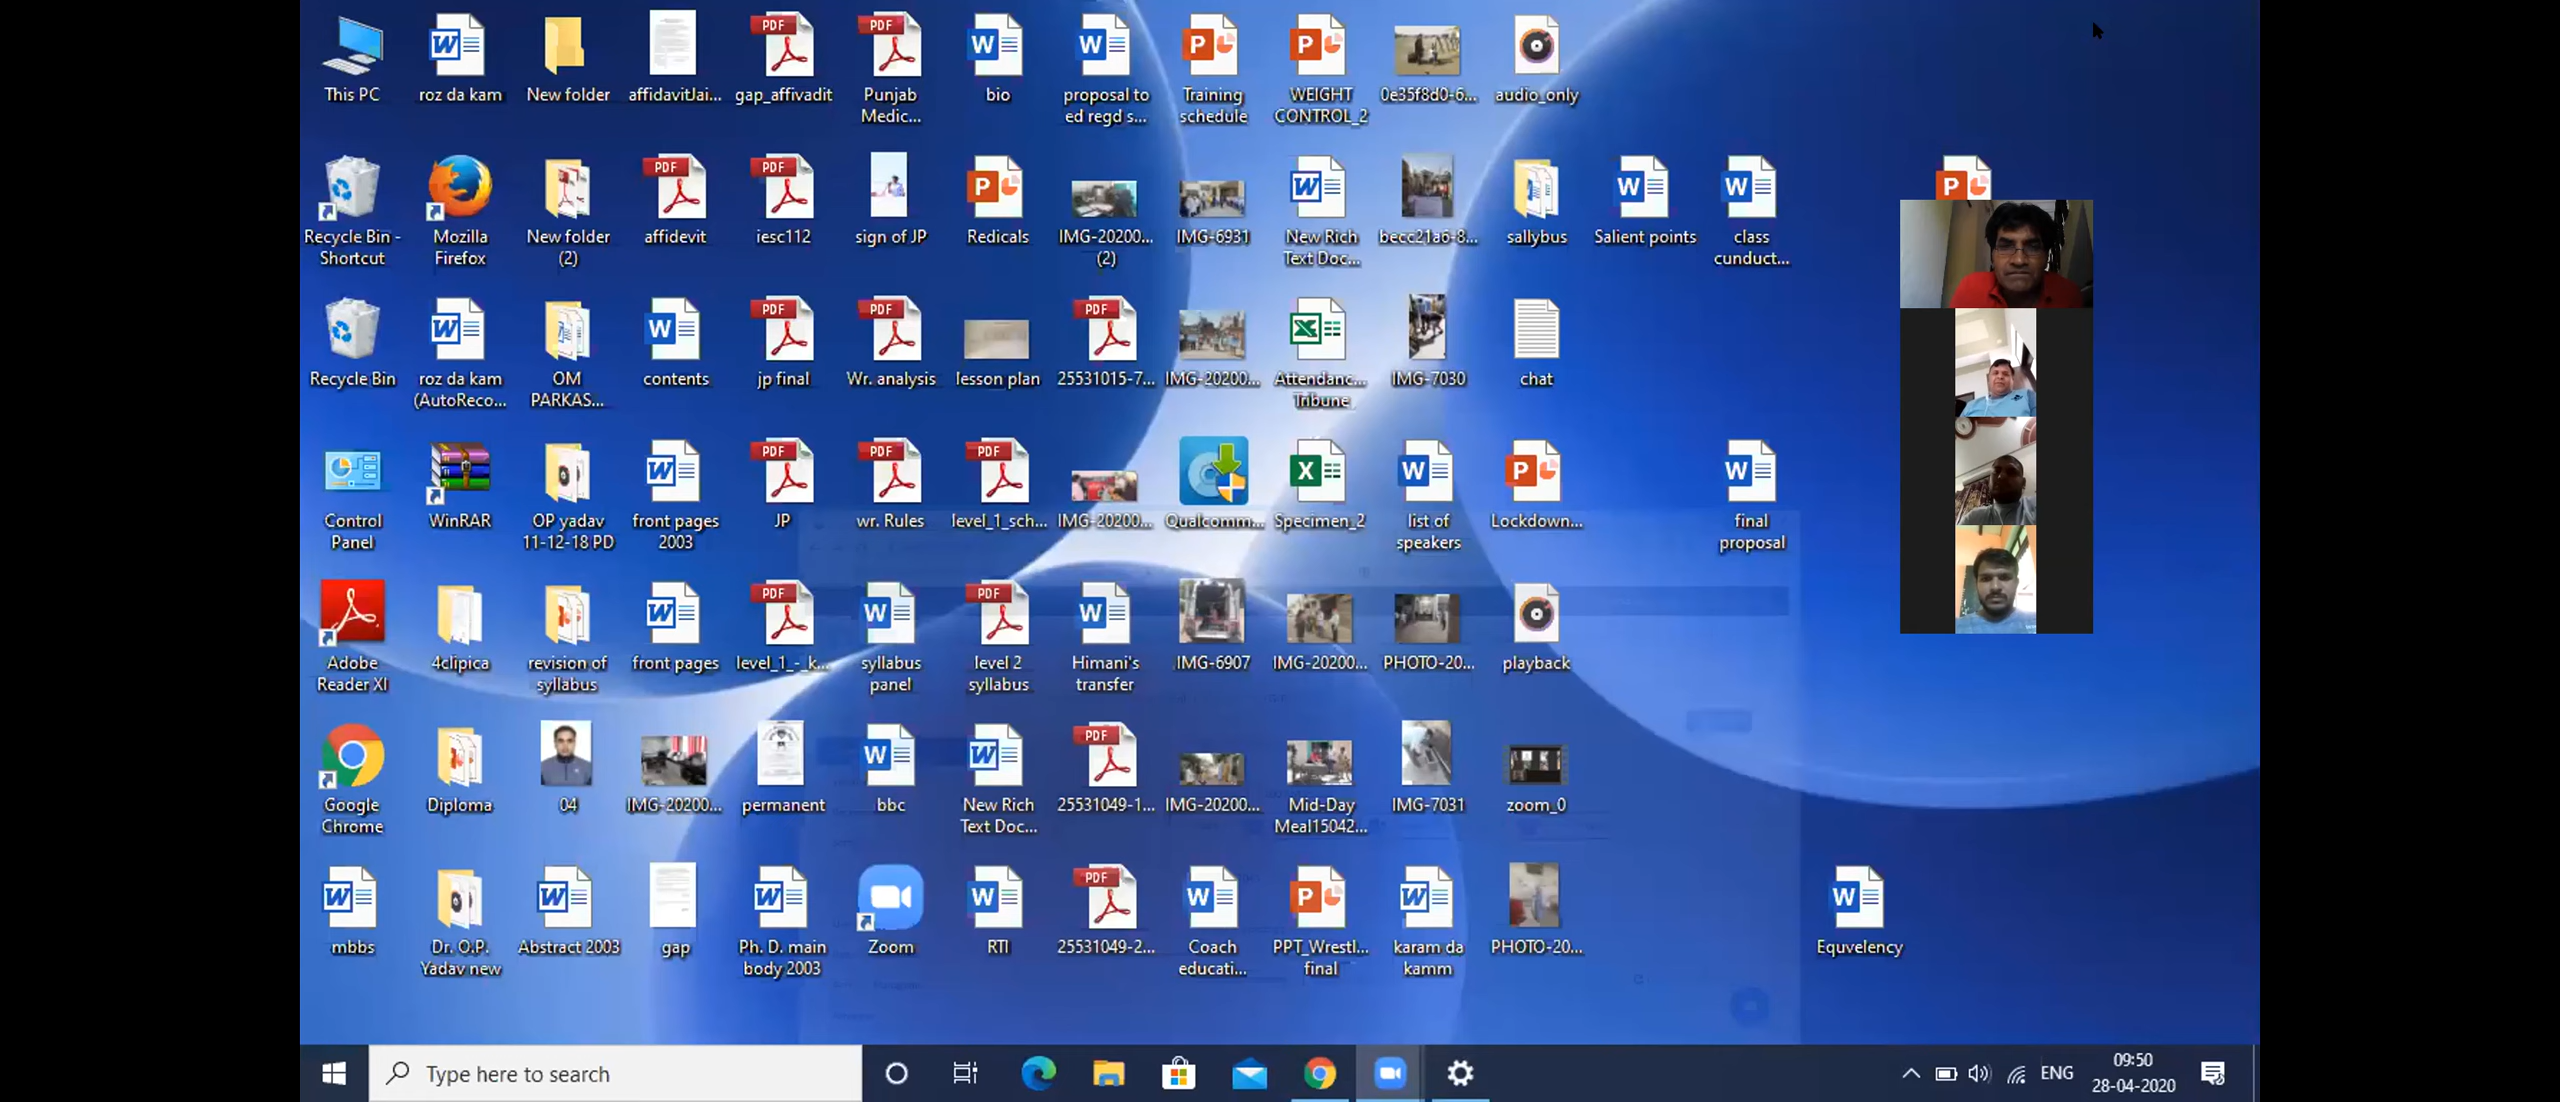 This PC
roz da kam
New folder
affidavitJai...
gap_affivadit
Punjab
Medic...
bio
proposal to
ed regd s...
Training
schedule
WEIGHT
CONTROL_2
0e35f8d0-6...
audio_only
Recycle Bin -
Shortcut
Mozilla
Firefox
New folder
(2)
affidevit
iesc112
sign of JP
Redicals
IMG-20200...
(2)
IMG-6931
New Rich
Text Doc...
becc21a6-8...
sallybus
Salient points
class
cunduct...
Recycle Bin
roz da kam
(AutoReco...
OM
PARKAS...
contents
jp final
Wr. analysis
lesson plan
25531015-7...
IMG-20200...
Attendanc...
Tribune
IMG-7030
chat
Control
Panel
WinRAR
OP yadav
11-12-18 PD
front pages
2003
JP
wr. Rules
level_1_sch...
IMG-20200...
Qualcomm...
Specimen_2
list of
speakers
Lockdown...
final
proposal
Adobe
Reader XI
4clipica
revision of
syllabus
front pages
level_1_-_k...
syllabus
panel
level 2
syllabus
Himani's
transfer
IMG-6907
IMG-20200...
PHOTO-20...
playback
Google
Chrome
Diploma
04
IMG-20200...
permanent
bbc
New Rich
Text Doc...
25531049-1...
IMG-20200...
Mid-Day
Meal15042...
IMG-7031
zoom_0
mbbs
Dr. O.P.
Yadav new
Abstract 2003
gap
Ph. D. main
body 2003
Zoom
RTI
25531049-2...
Coach
educati...
PPT_Wrestl...
final
karam da
kamm
PHOTO-20...
Equvelency
Type here to search
ENG
09:50
28-04-2020